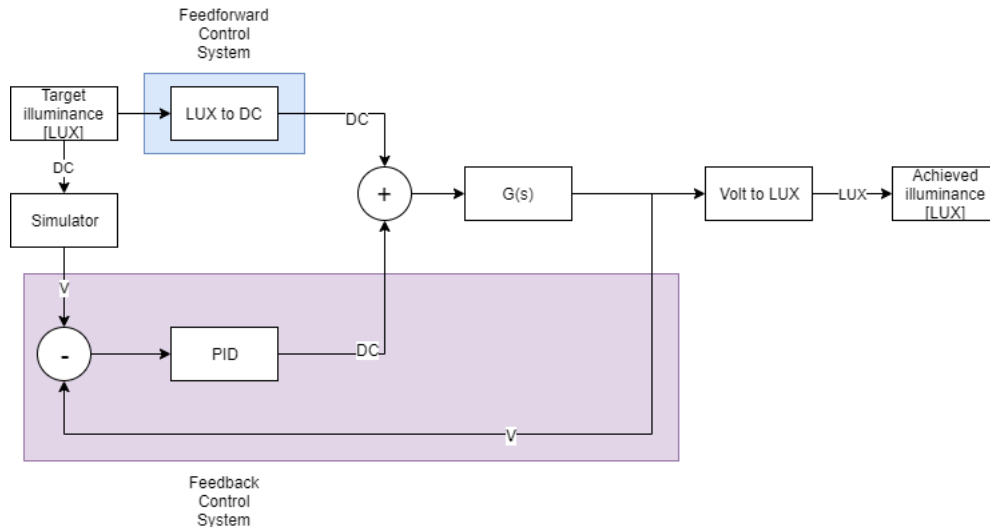 Feedforward
Control
System
Target
illuminance
[LUX]
LUX to DC
DC
DC
Simulator
+
G(s)
Volt to LUX
LUX
Achieved
illuminance
[LUX]
V
-
PID
DC
V
Feedback
Control
System